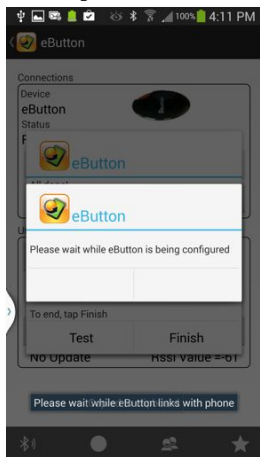 100% 4:11 PM
eButton
Connections
Device
eButton
Status
eButton
eButton
Please wait while eButton is being configured
To end, tap Finish
Test Finish
No Update Rssi Value =-61
Please wait while eButton links with phone